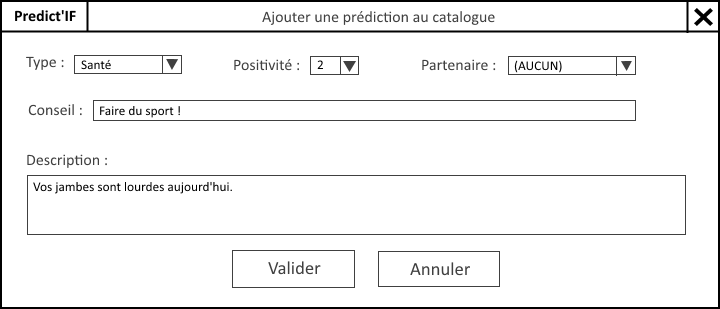 Predict'IF Ajouter une prédiction au catalogue
Type : Santé Positivité : 2 Partenaire : (AUCUN)
Conseil : Faire du sport !
Description :
Vos jambes sont lourdes aujourd'hui.
Valider Annuler